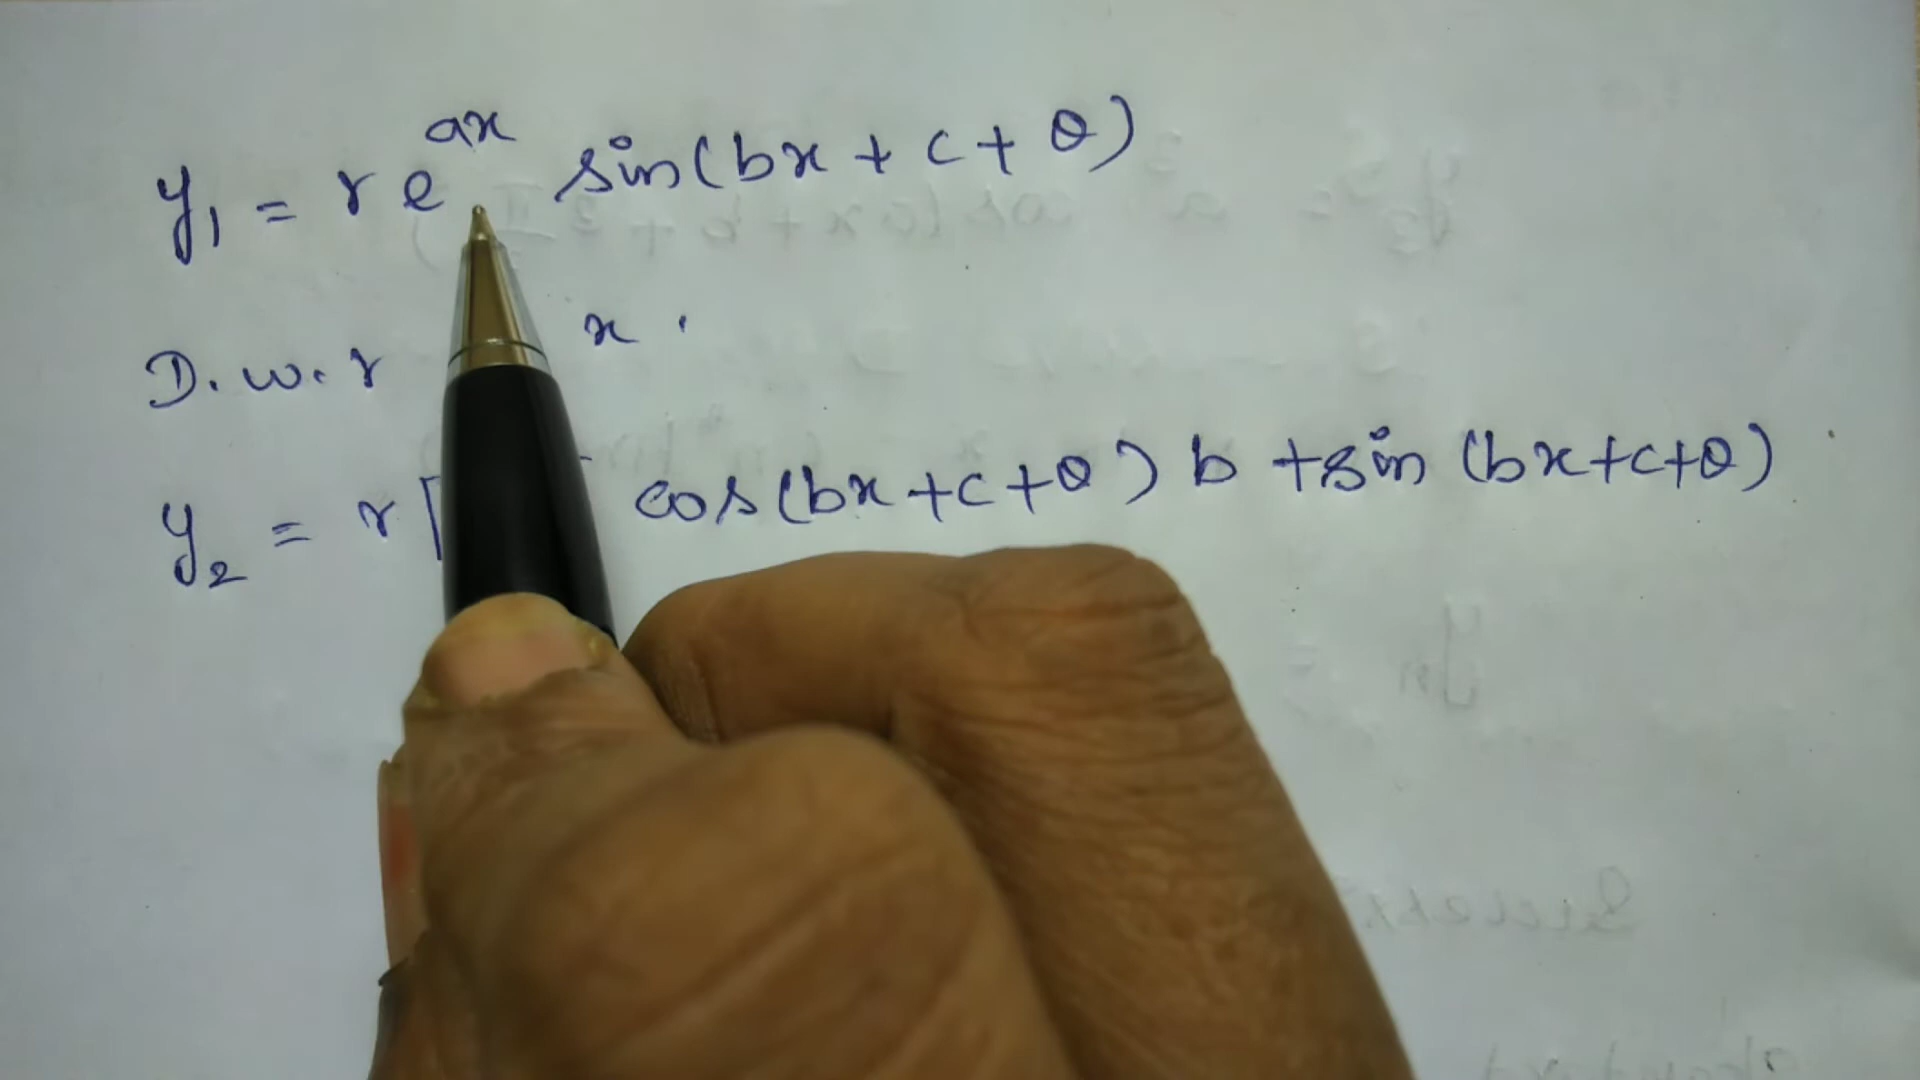 y₁ = r e^ax sin(bx + c + θ)
D. w. r x .
y₂ = r [ cos(bx + c + θ) b + sin (bx+c+θ)